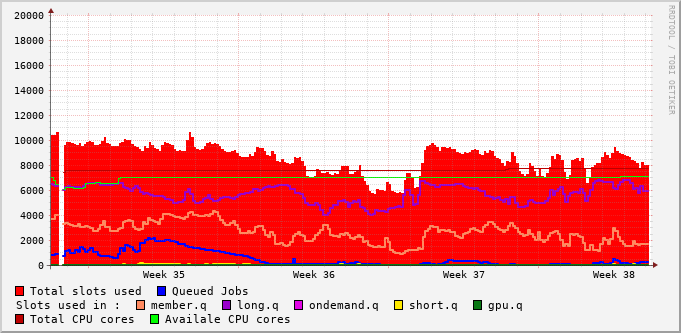 RRDTOOL / TOBI OETIKER
20000
18000
16000
14000
12000
10000
8000
6000
4000
2000
0
Week 35 Week 36 Week 37 Week 38
Total slots used Queued Jobs
Slots used in : member.q long.q ondemand.q short.q gpu.q
Total CPU cores Availale CPU cores